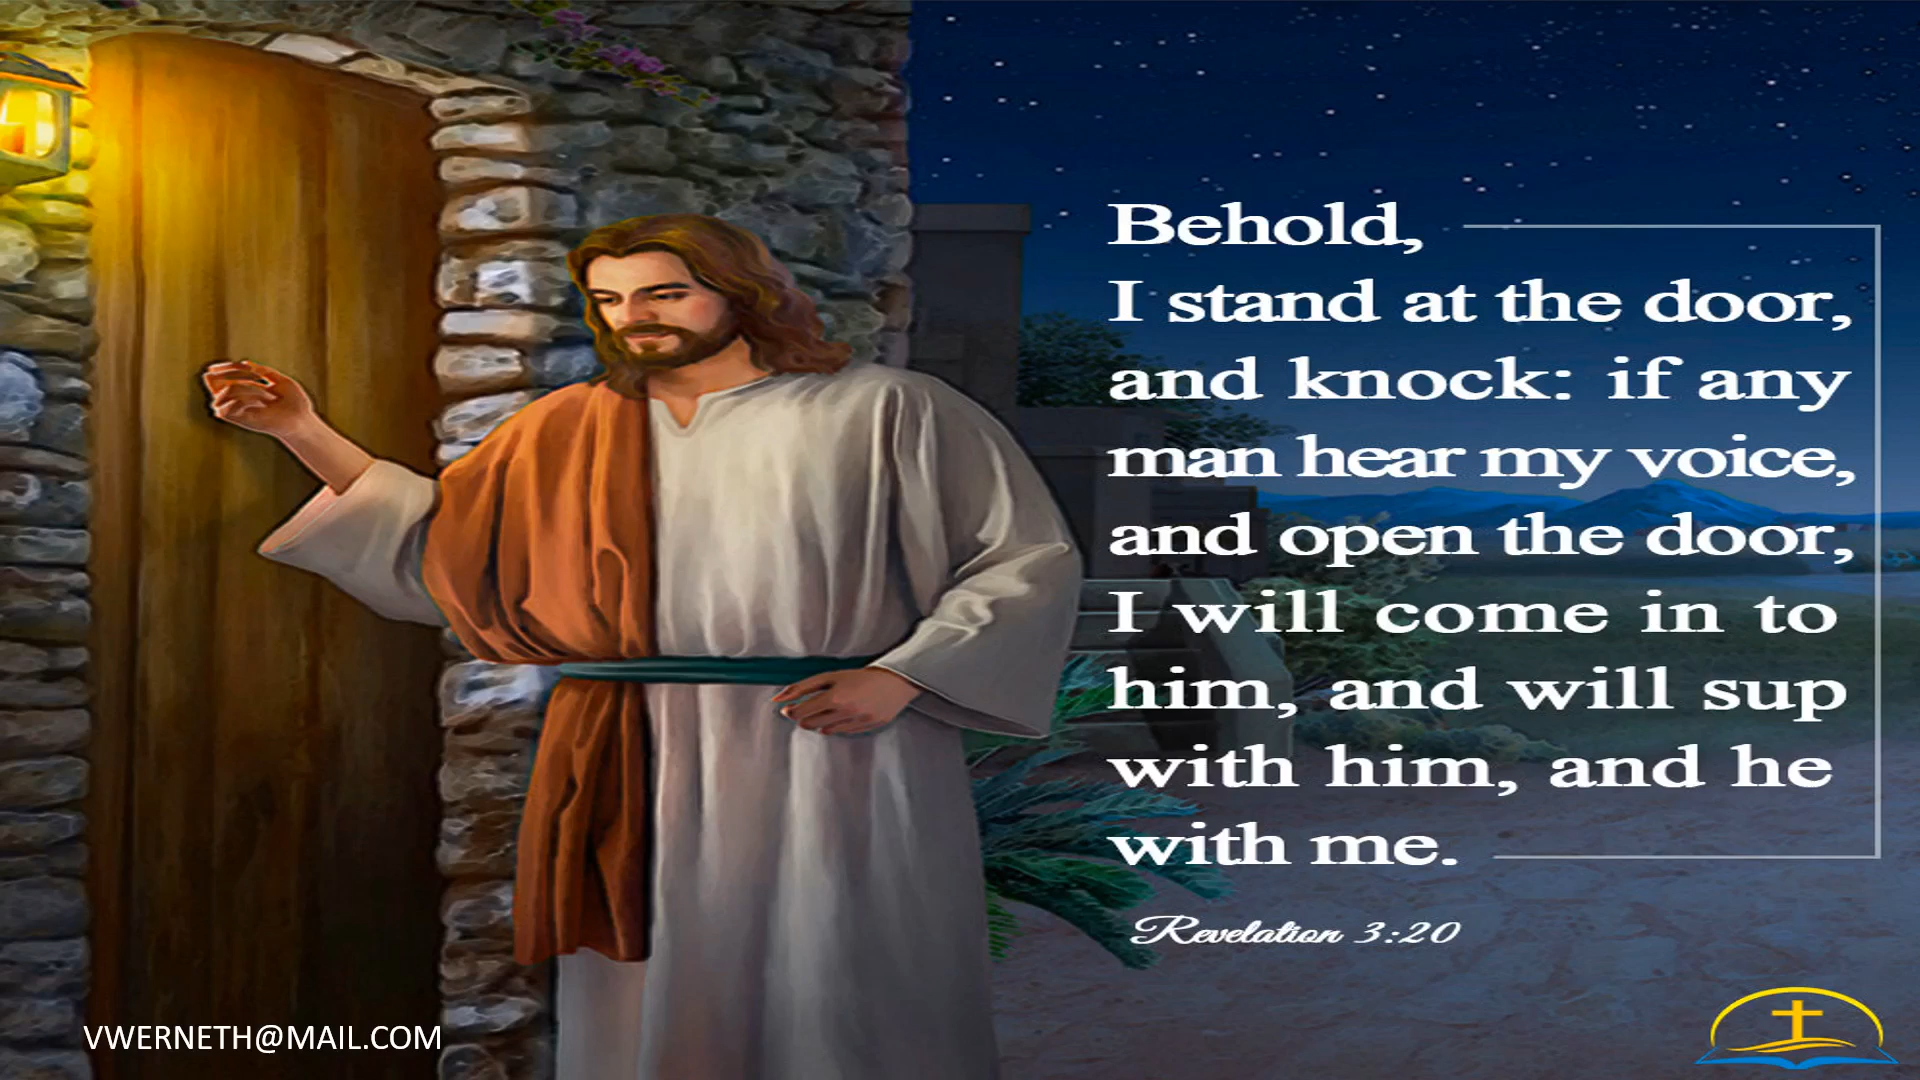 Behold,
I stand at the door,
and knock: if any
man hear my voice,
and open the door,
I will come in to
him, and will sup
with him, and he
with me.
Revelation 3:20
VWERNETH@MAIL.COM